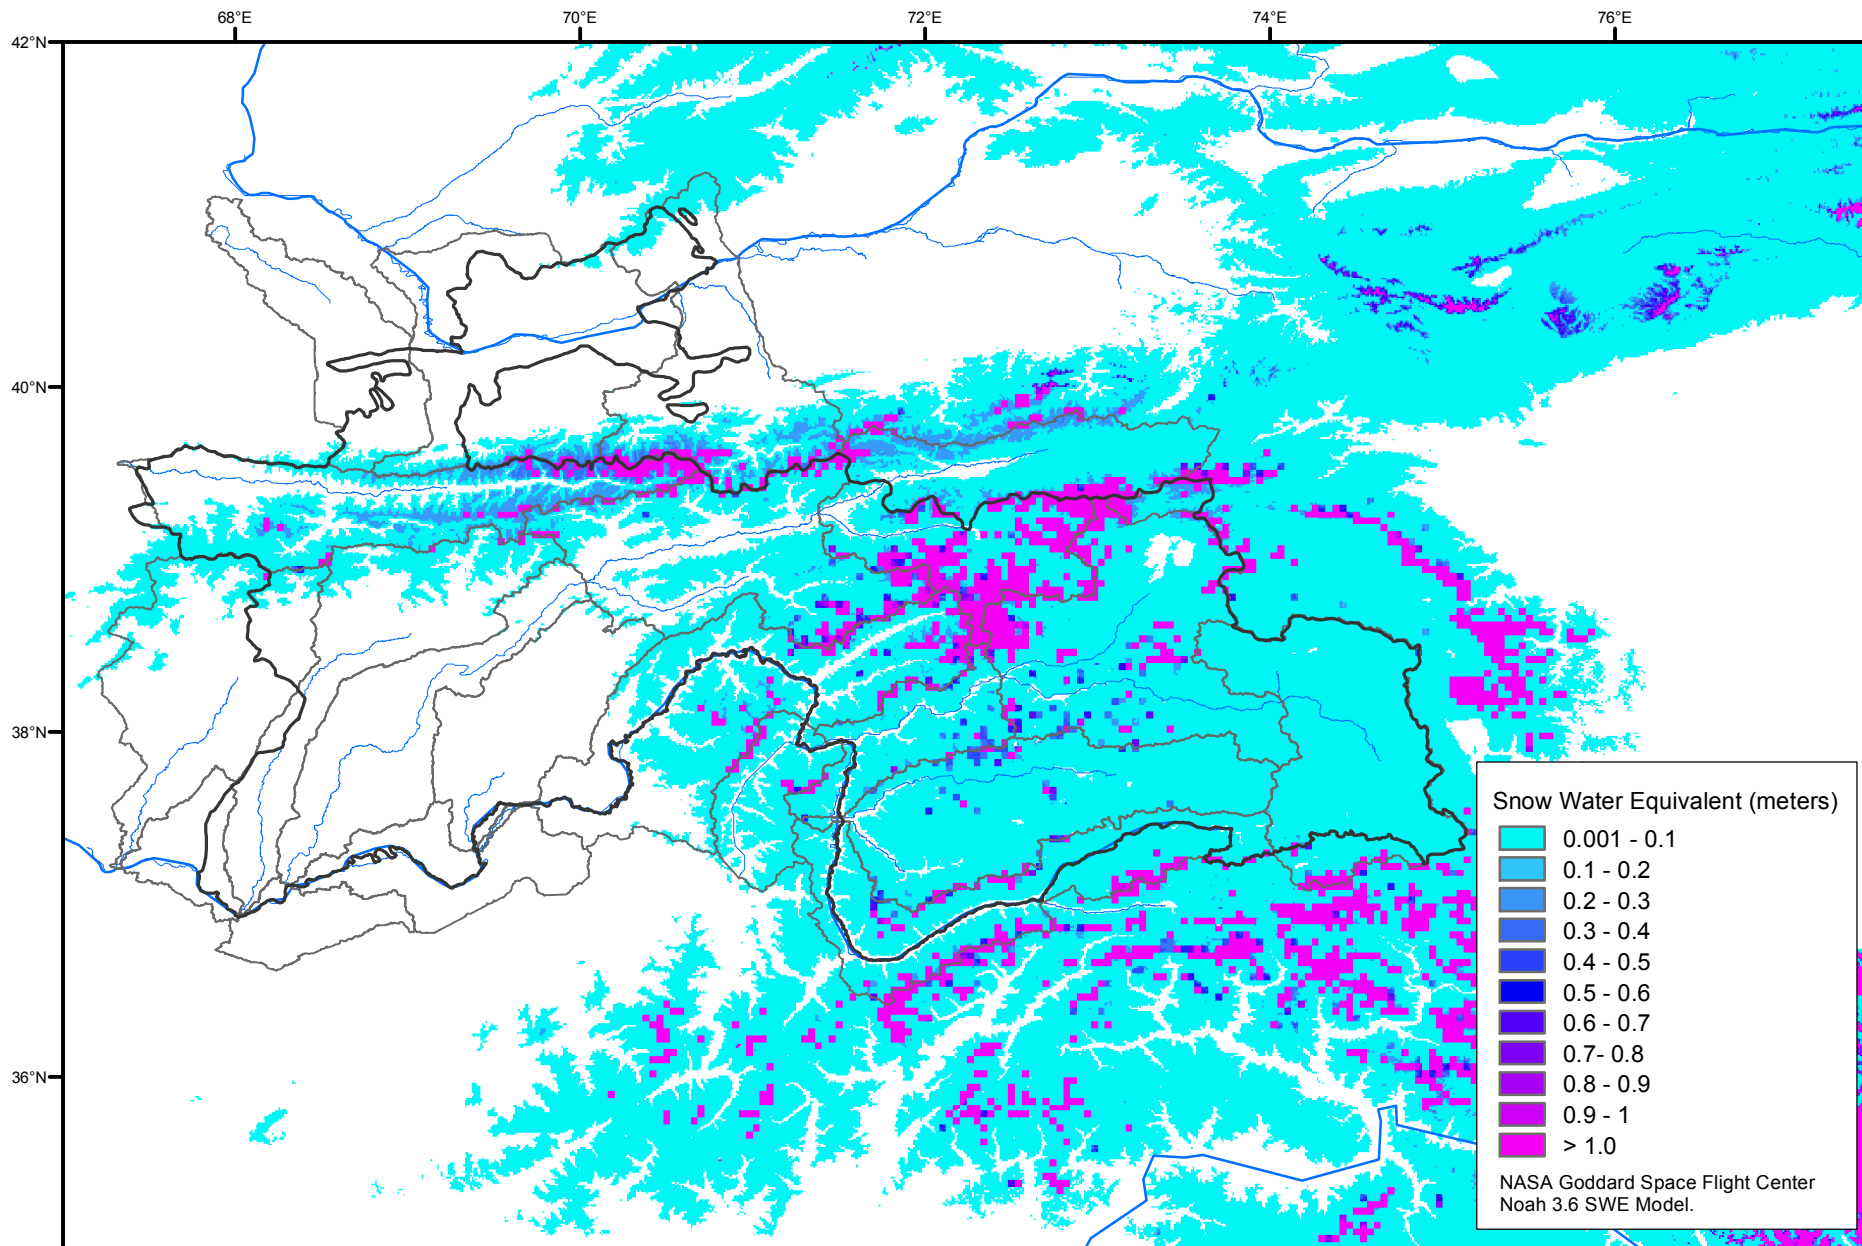 68°E
70°E
72°E
74°E
76°E
42°N
40°N
38°N
36°N
Snow Water Equivalent (meters)
0.001 - 0.1
0.1 - 0.2
0.2 - 0.3
0.3 - 0.4
0.4 - 0.5
0.5 - 0.6
0.6 - 0.7
0.7- 0.8
0.8 - 0.9
0.9 - 1
> 1.0
NASA Goddard Space Flight Center
Noah 3.6 SWE Model.